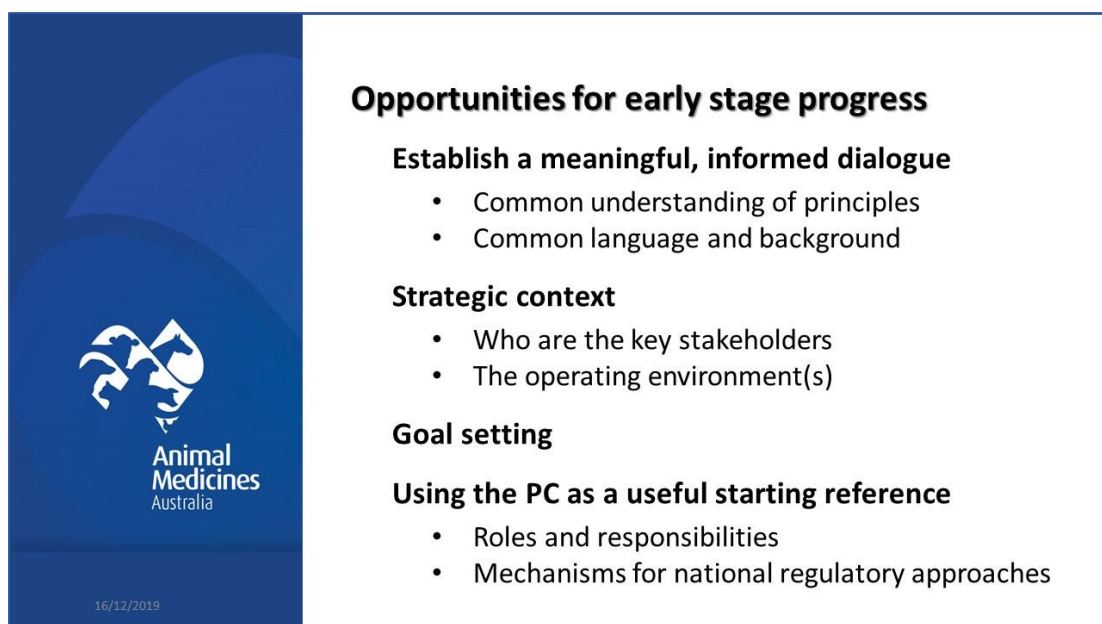 Opportunities for early stage progress
Establish a meaningful, informed dialogue
• Common understanding of principles
• Common language and background
Strategic context
• Who are the key stakeholders
• The operating environment(s)
Goal setting
Using the PC as a useful starting reference
• Roles and responsibilities
• Mechanisms for national regulatory approaches
Animal
Medicines
Australia
16/12/2019